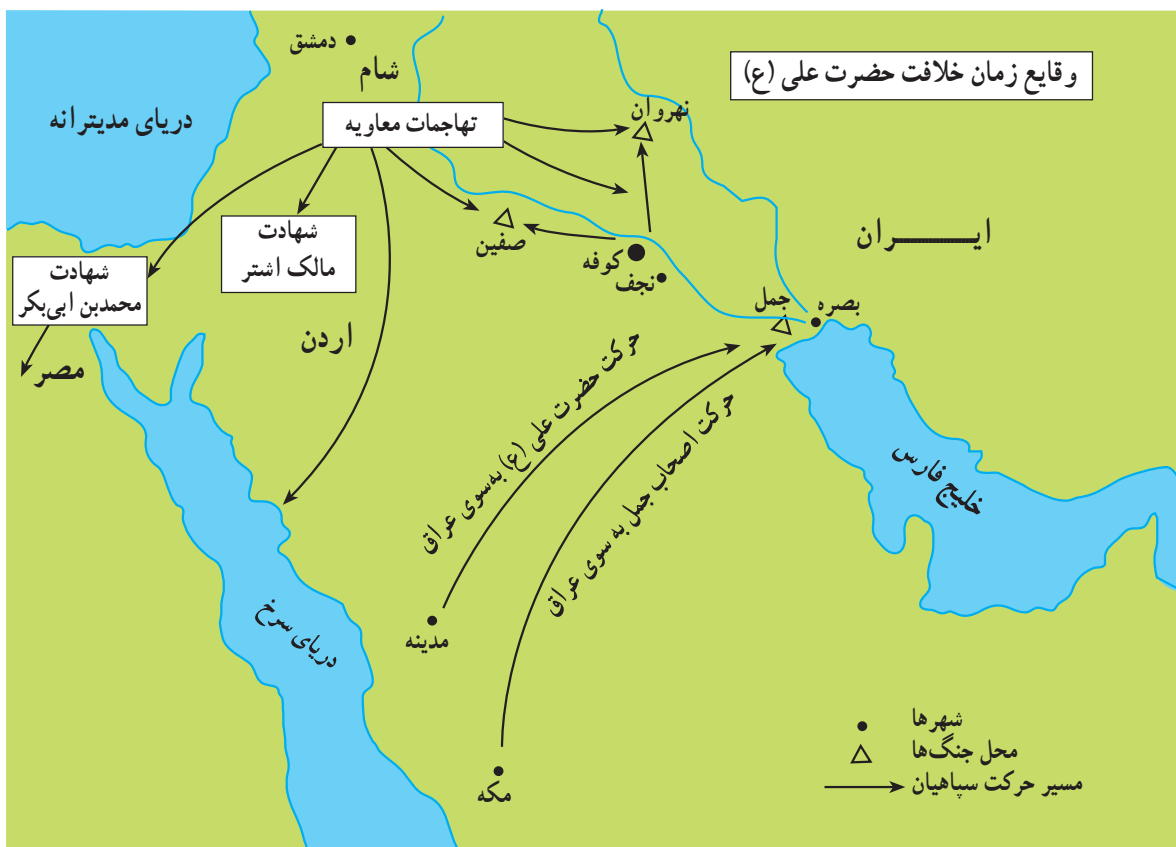 وقایع زمان خلافت حضرت علی (ع)
دمشق
شام
دریای مدیترانه
تهاجمات معاویه
نهروان
شهادت
مالک اشتر
صفین
کوفه
نجف
ایــــــران
شهادت
محمدبن ابی‌بکر
مصر
اردن
جمل
بصره
حرکت حضرت علی (ع) به‌سوی عراق
حرکت اصحاب جمل به سوی عراق
خلیج فارس
دریای سرخ
مدینه
مکه
شهرها
محل جنگ‌ها
مسیر حرکت سپاهیان